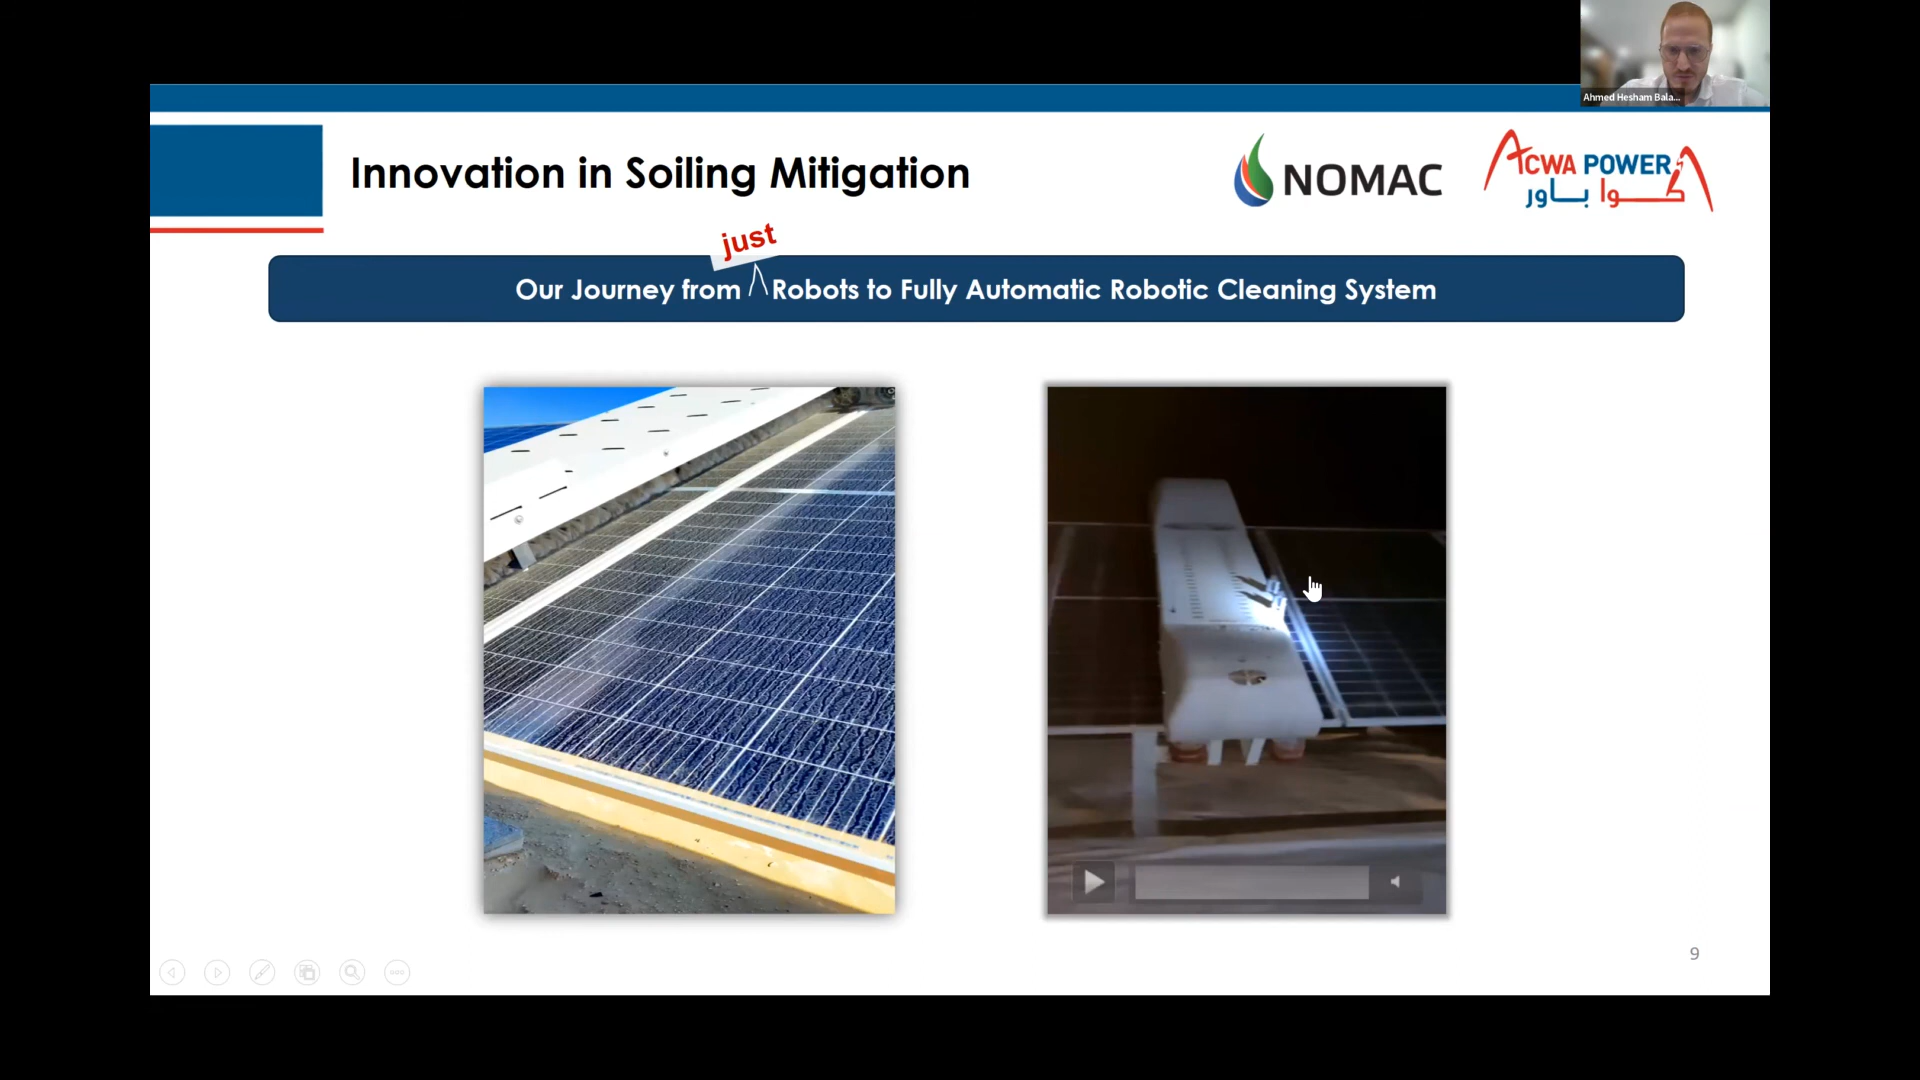 Ahmed Hesham Bala...
Innovation in Soiling Mitigation
NOMAC
ACWA POWER
أكوا باور
just
Our Journey from Robots to Fully Automatic Robotic Cleaning System
9